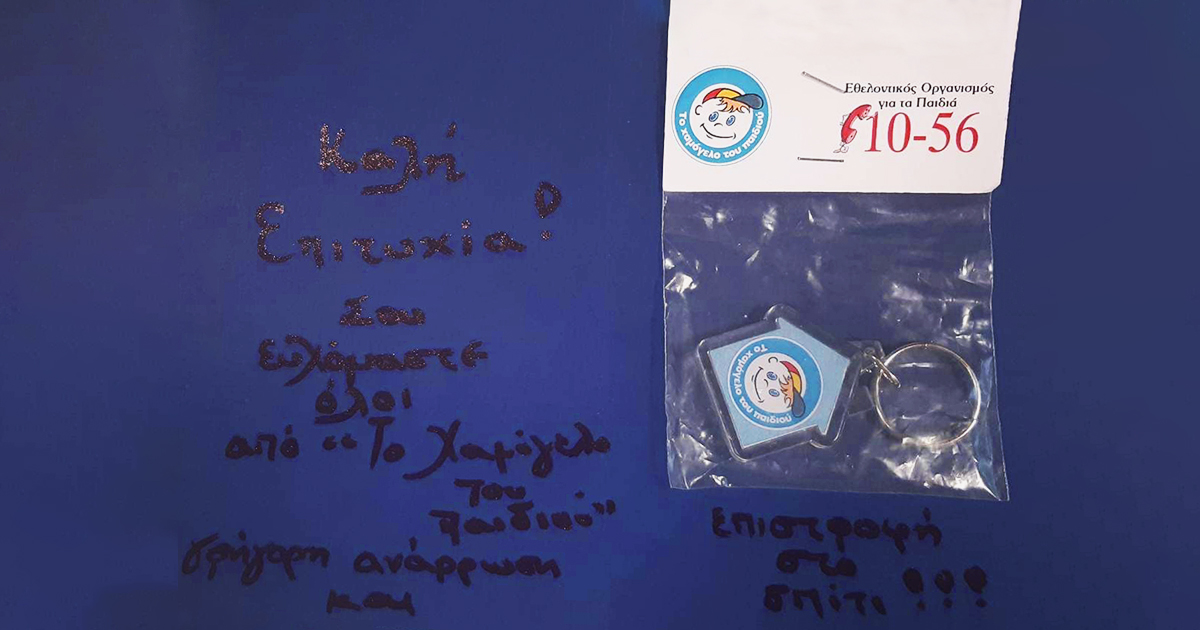 Καλή
Επιτυχία!
Σου
ευχόμαστε
όλοι
από "Το Χαμόγελο
του
παιδιού"
γρήγορη ανάρρωση
και
Εθελοντικός Οργανισμός
για τα Παιδιά
10-56
Το χαμόγελο του παιδιού
Το χαμόγελο του παιδιού
επιστροφή
στο
σπίτι !!!